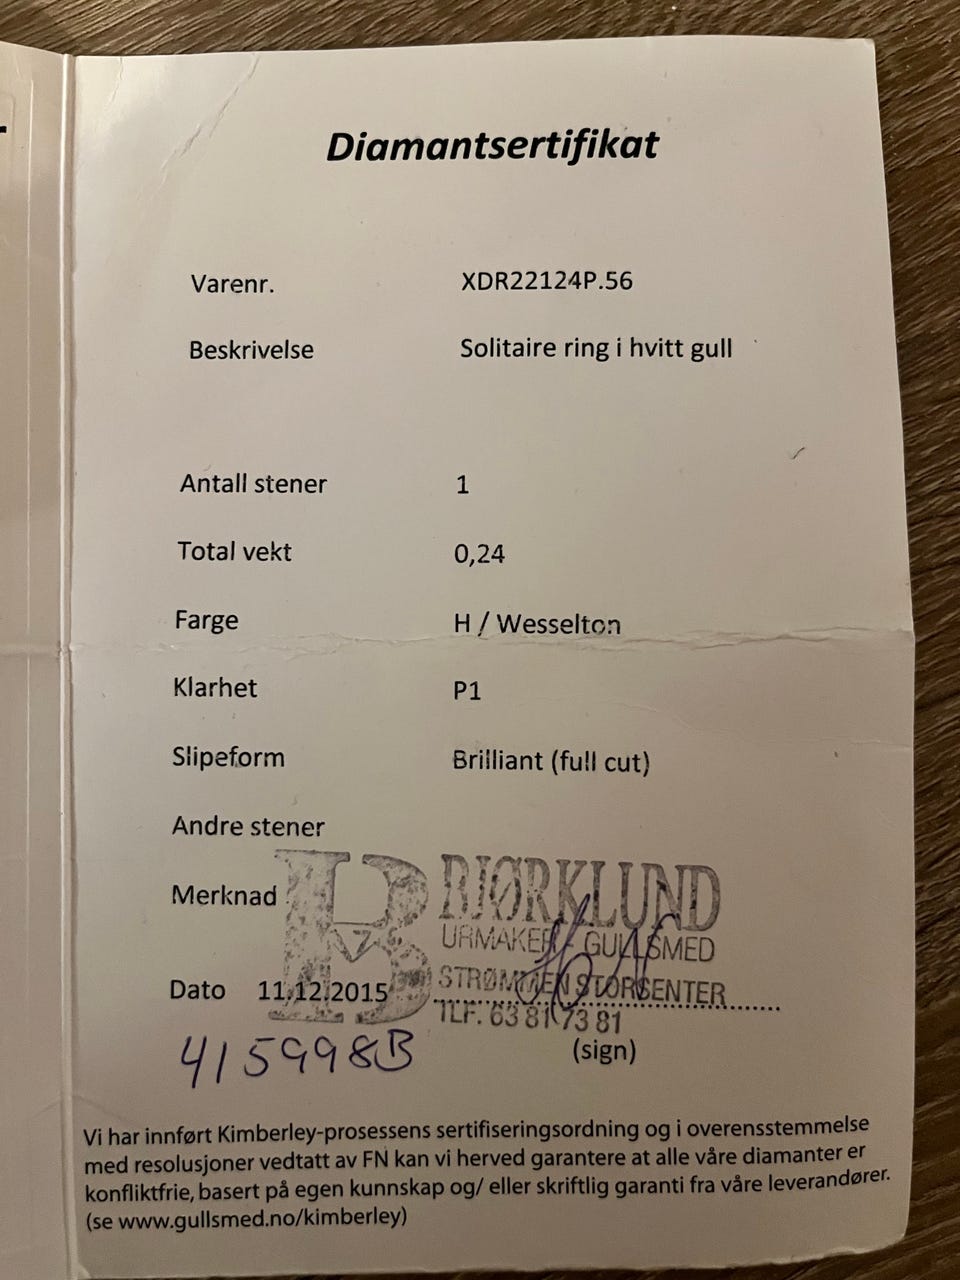 Diamantsertifikat
Varenr. XDR22124P.56
Beskrivelse Solitaire ring i hvitt gull
Antall stener 1
Total vekt 0,24
Farge H / Wesselton
Klarhet P1
Slipeform Brilliant (full cut)
Andre stener
Merknad
B BJØRKLUND
URMAKER - GULLSMED
STRØMMEN STORSENTER
TLF. 63 81 73 81
Dato 11.12.2015
(sign)
415998B
Vi har innført Kimberley-prosessens sertifiseringsordning og i overensstemmelse
med resolusjoner vedtatt av FN kan vi herved garantere at alle våre diamanter er
konfliktfrie, basert på egen kunnskap og/ eller skriftlig garanti fra våre leverandører.
(se www.gullsmed.no/kimberley)